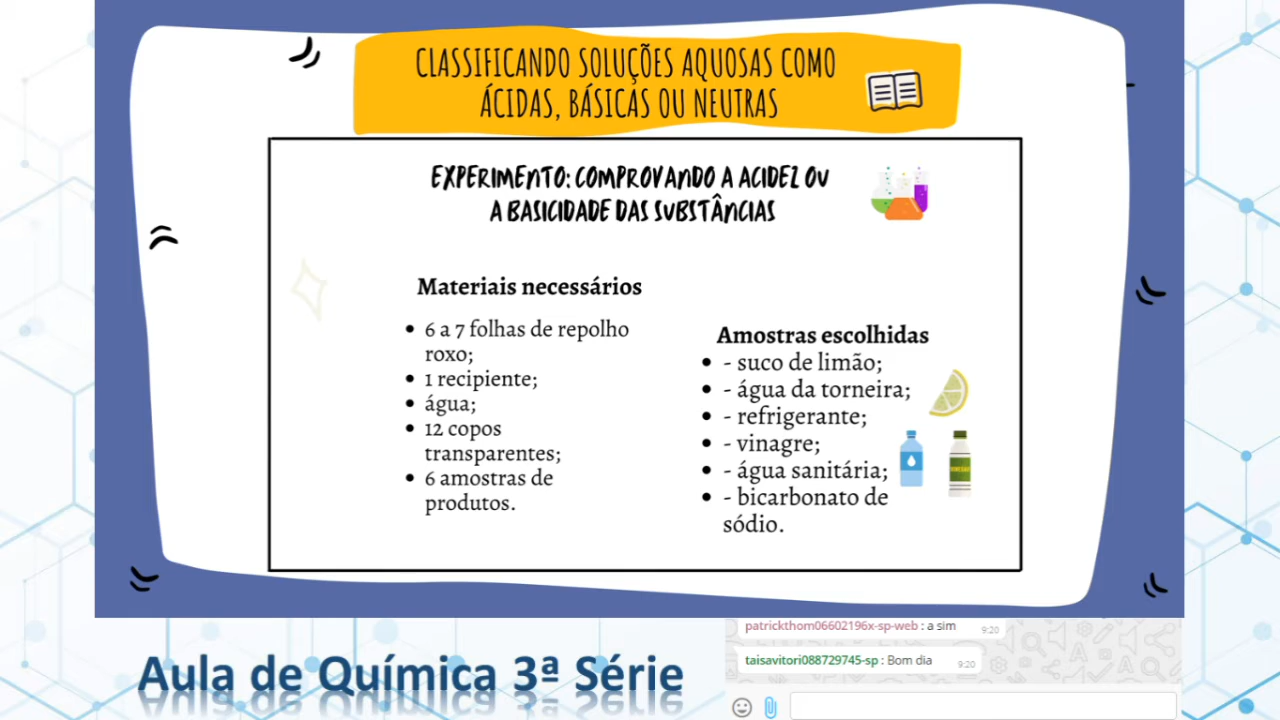 CLASSIFICANDO SOLUÇÕES AQUOSAS COMO
ÁCIDAS, BÁSICAS OU NEUTRAS
EXPERIMENTO: COMPROVANDO A ACIDEZ OU
A BASICIDADE DAS SUBSTÂNCIAS
Materiais necessários
• 6 a 7 folhas de repolho
roxo;
• 1 recipiente;
• água;
• 12 copos
transparentes;
• 6 amostras de
produtos.
Amostras escolhidas
• - suco de limão;
• - água da torneira;
• - refrigerante;
• - vinagre;
• - água sanitária;
• - bicarbonato de
sódio.
Aula de Química 3ª Série
patrickthom06602196x-sp-web : a sim 9:20
taisavitori088729745-sp : Bom dia 9:20